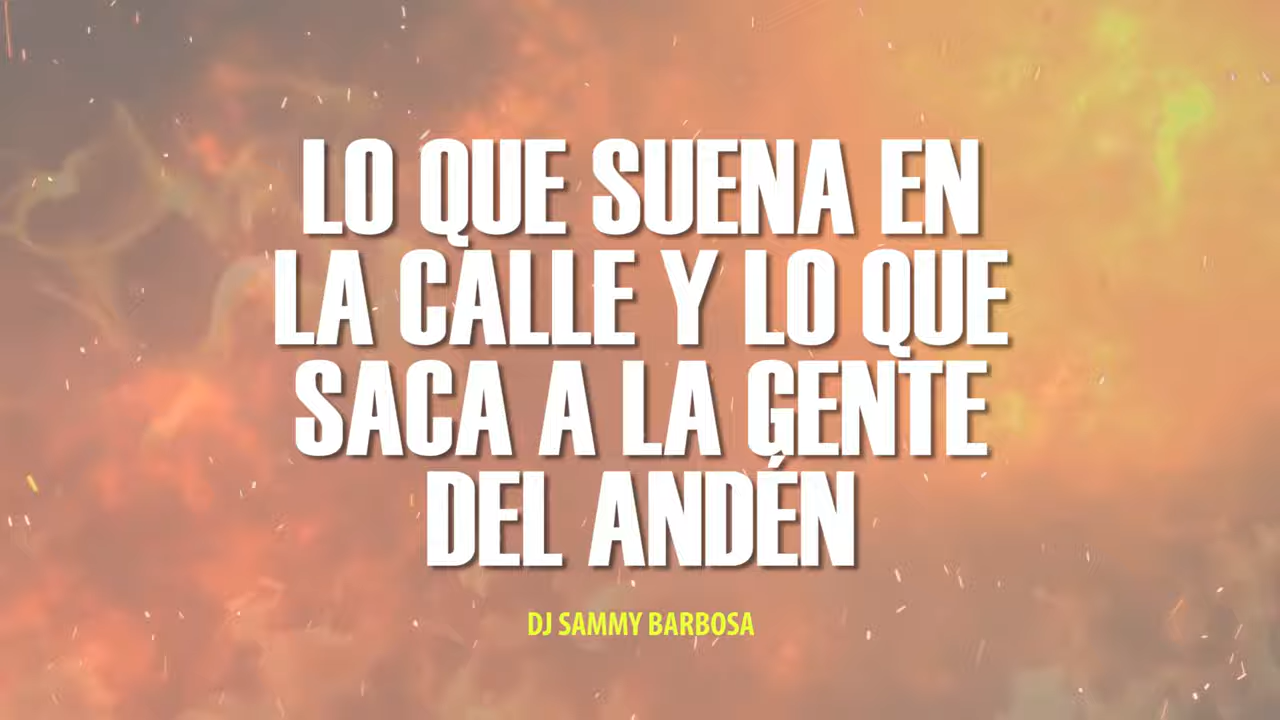 LO QUE SUENA EN
LA CALLE Y LO QUE
SACA A LA GENTE
DEL ANDÉN
DJ SAMMY BARBOSA